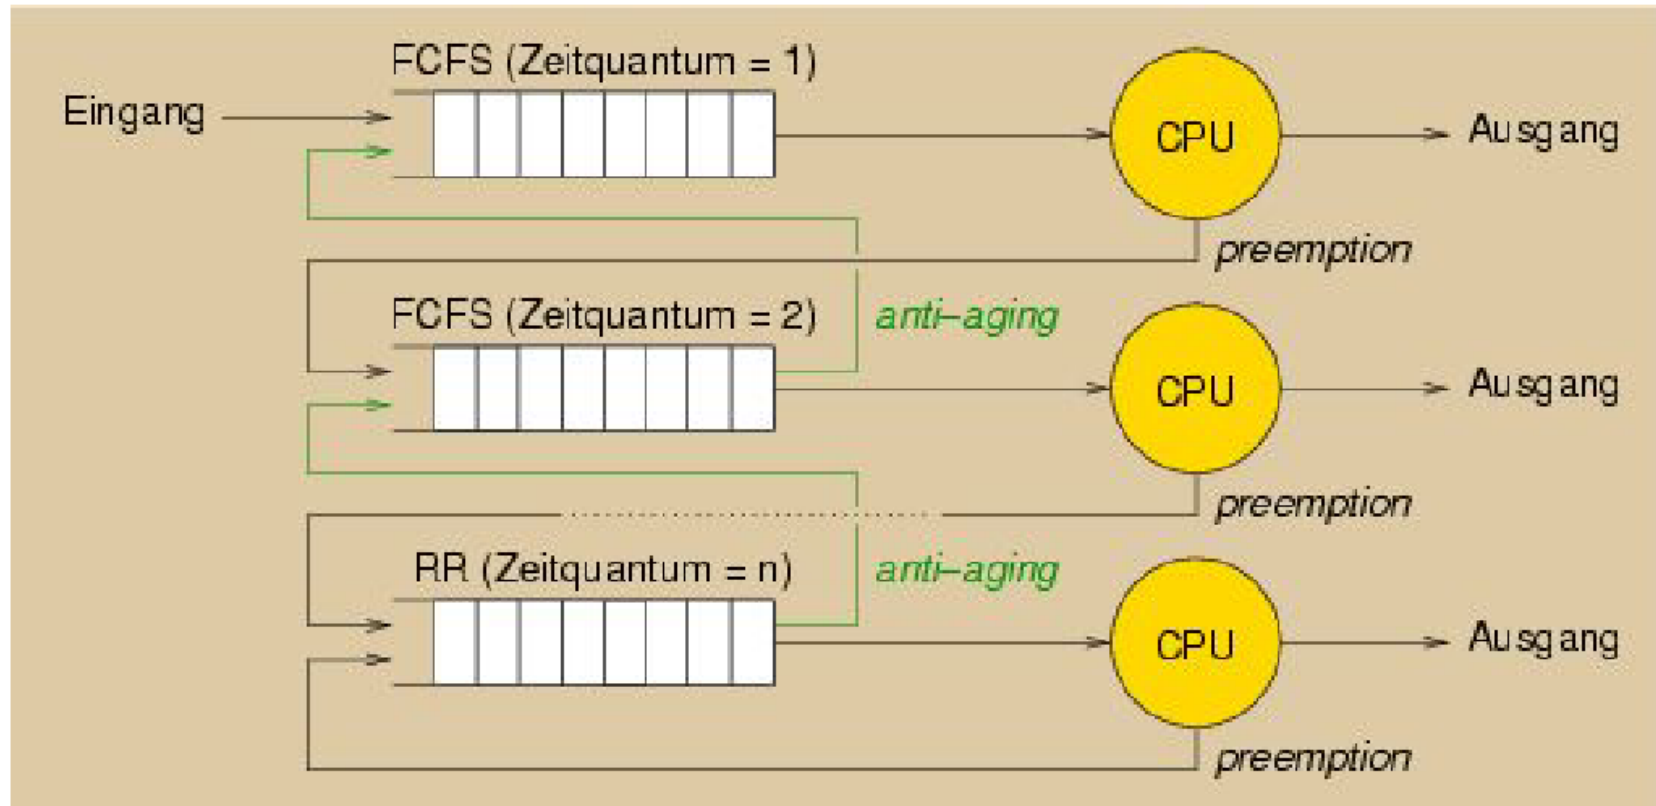 FCFS (Zeitquantum = 1)
Eingang
CPU
Ausgang
preemption
FCFS (Zeitquantum = 2)
anti–aging
CPU
Ausgang
preemption
RR (Zeitquantum = n)
anti–aging
CPU
Ausgang
preemption